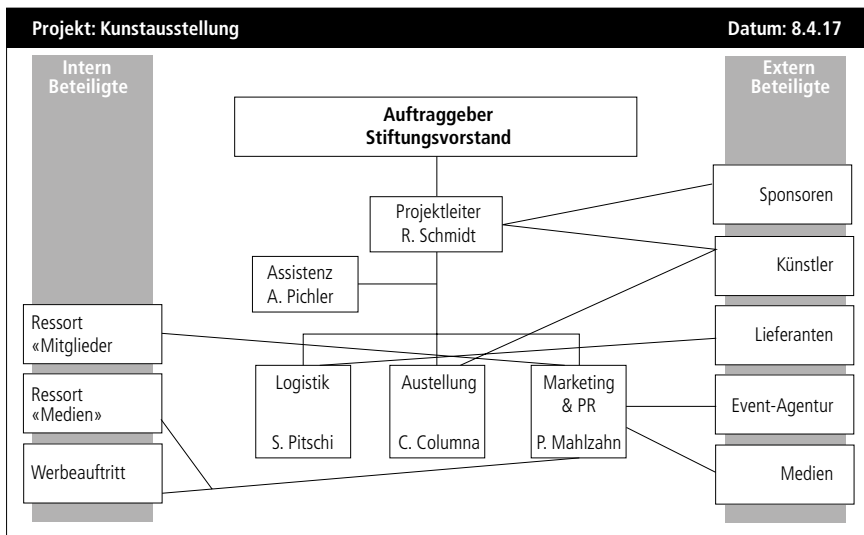 Projekt: Kunstausstellung
Datum: 8.4.17
Intern
Beteiligte
Extern
Beteiligte
Auftraggeber
Stiftungsvorstand
Projektleiter
R. Schmidt
Assistenz
A. Pichler
Ressort
«Mitglieder
Ressort
«Medien»
Werbeauftritt
Logistik
S. Pitschi
Austellung
C. Columna
Marketing
& PR
P. Mahlzahn
Sponsoren
Künstler
Lieferanten
Event-Agentur
Medien